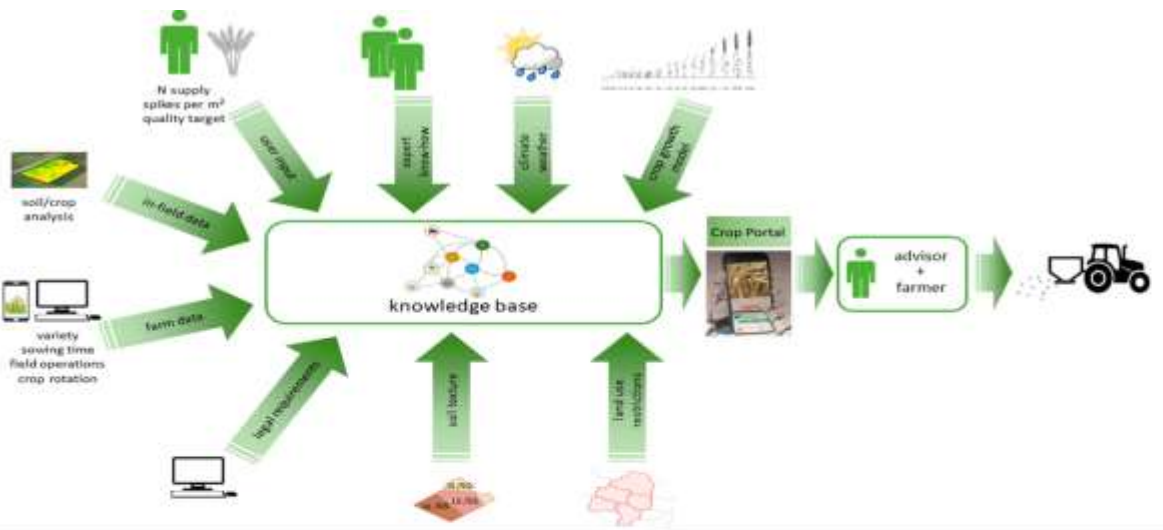 N supply
spikes per m²
quality target
user input
expert
know-how
climate
weather
crop growth
model
soil/crop
analysis
in-field data
knowledge base
Crop Portal
advisor
+
farmer
farm data
variety
sowing time
field operations
crop rotation
legal requirements
soil texture
land use
restrictions